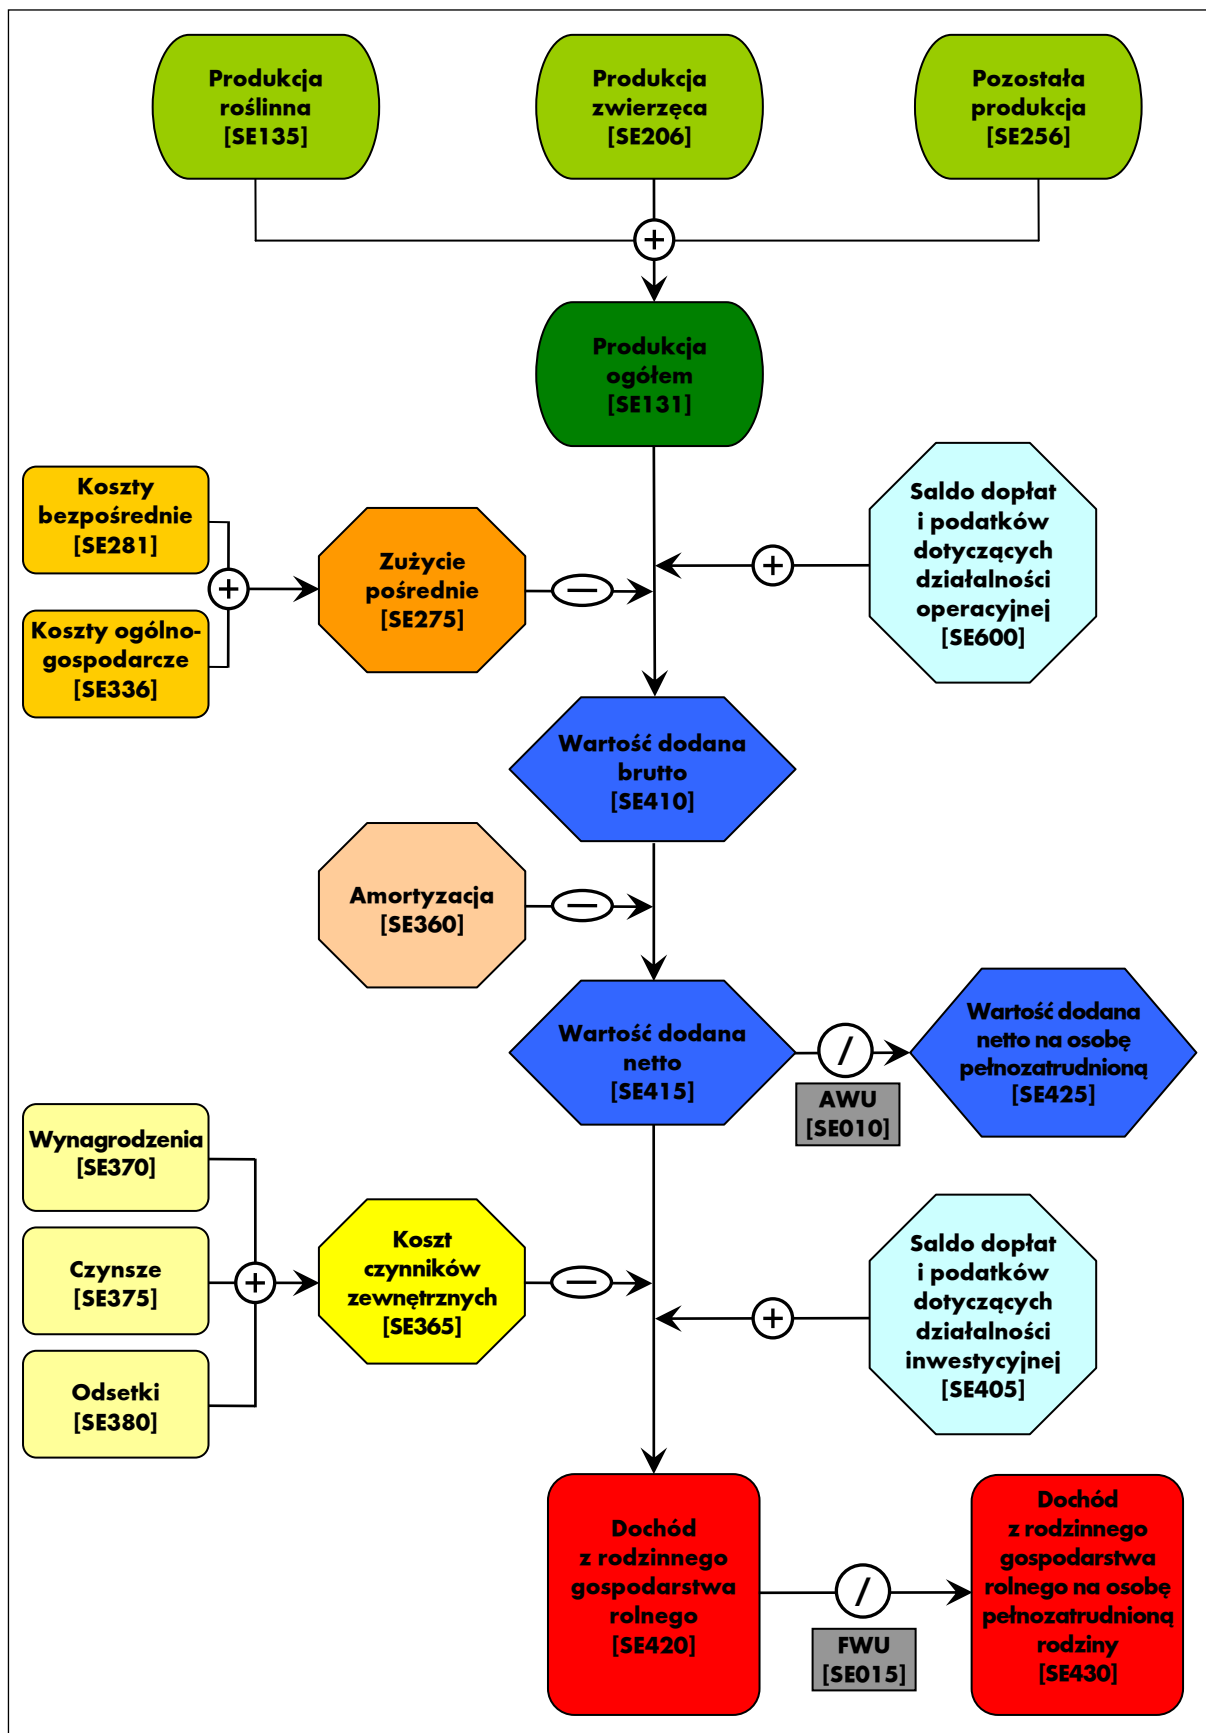 Produkcja
roślinna
[SE135]
Produkcja
zwierzęca
[SE206]
Pozostała
produkcja
[SE256]
+
Produkcja
ogółem
[SE131]
Koszty
bezpośrednie
[SE281]
+
Koszty ogólno-
gospodarcze
[SE336]
Zużycie
pośrednie
[SE275]
—
+
Saldo dopłat
i podatków
dotyczących
działalności
operacyjnej
[SE600]
Wartość dodana
brutto
[SE410]
Amortyzacja
[SE360]
—
Wartość dodana
netto
[SE415]
/
AWU
[SE010]
Wartość dodana
netto na osobę
pełnozatrudnioną
[SE425]
Wynagrodzenia
[SE370]
Czynsze
[SE375]
+
Odsetki
[SE380]
Koszt
czynników
zewnętrznych
[SE365]
—
+
Saldo dopłat
i podatków
dotyczących
działalności
inwestycyjnej
[SE405]
Dochód
z rodzinnego
gospodarstwa
rolnego
[SE420]
/
FWU
[SE015]
Dochód
z rodzinnego
gospodarstwa
rolnego na osobę
pełnozatrudnioną
rodziny
[SE430]